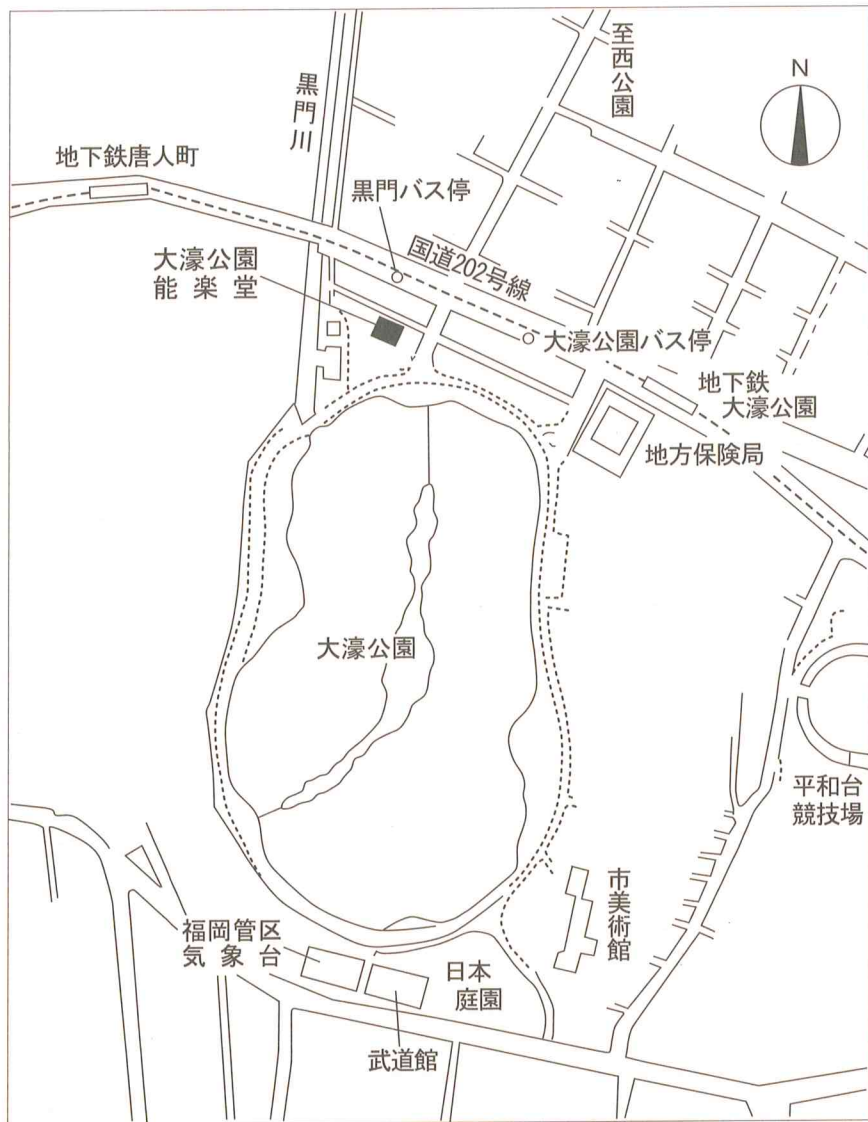 至西公園
N
黒門川
地下鉄唐人町
黒門バス停
国道202号線
大濠公園
能楽堂
大濠公園バス停
地下鉄
大濠公園
地方保険局
大濠公園
平和台
競技場
市美術館
福岡管区
気象台
日本
庭園
武道館